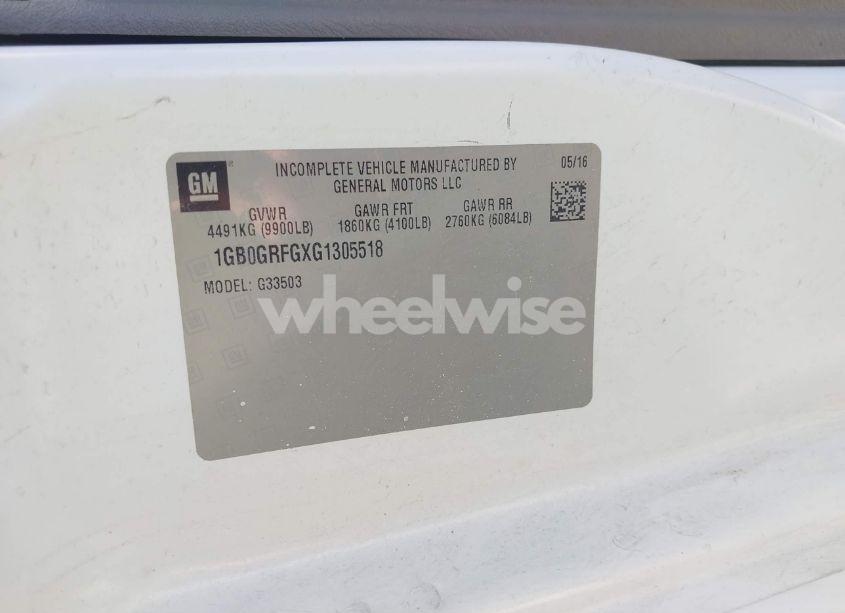 GM
INCOMPLETE VEHICLE MANUFACTURED BY
GENERAL MOTORS LLC
05/16
GVWR
4491KG (9900LB)
GAWR FRT
1860KG (4100LB)
GAWR RR
2760KG (6084LB)
1GB0GRFGXG1305518
MODEL: G33503
wheelwise